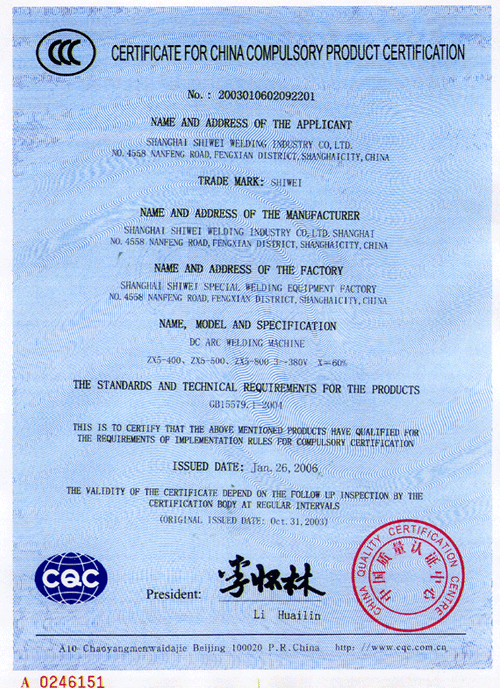 CCC CERTIFICATE FOR CHINA COMPULSORY PRODUCT CERTIFICATION
No.: 2003010602092201
NAME AND ADDRESS OF THE APPLICANT
SHANGHAI SHIWEI WELDING INDUSTRY CO, LTD.
NO. 4558 NANFENG ROAD, FENGXIAN DISTRICT, SHANGHAICITY, CHINA
TRADE MARK: SHIWEI
NAME AND ADDRESS OF THE MANUFACTURER
SHANGHAI SHIWEI WELDING INDUSTRY CO, LTD. SHANGHAI
NO. 4558 NANFENG ROAD, FENGXIAN DISTRICT, SHANGHAICITY, CHINA
NAME AND ADDRESS OF THE FACTORY
SHANGHAI SHIWEI SPECIAL WELDING EQUIPMENT FACTORY
NO. 4558 NANFENG ROAD, FENGXIAN DISTRICT, SHANGHAICITY, CHINA
NAME, MODEL AND SPECIFICATION
DC ARC WELDING MACHINE
ZX5-400、ZX5-500、ZX5-800 3~380V X=60%
THE STANDARDS AND TECHNICAL REQUIREMENTS FOR THE PRODUCTS
GB15579.1-2004
THIS IS TO CERTIFY THAT THE ABOVE MENTIONED PRODUCTS HAVE QUALIFIED FOR
THE REQUIREMENTS OF IMPLEMENTATION RULES FOR COMPULSORY CERTIFICATION
ISSUED DATE: Jan. 26, 2006
THE VALIDITY OF THE CERTIFICATE DEPEND ON THE FOLLOW UP INSPECTION BY THE
CERTIFICATION BODY AT REGULAR INTERVALS
(ORIGINAL ISSUED DATE: Oct. 31, 2003)
CQC
President: 李怀林
Li Huailin
CHINA QUALITY CERTIFICATION CENTRE
中国质量认证中心
A10 Chaoyangmenwaidajie Beijing 100020 P.R.China http://www.cqc.com.cn
A 0246151